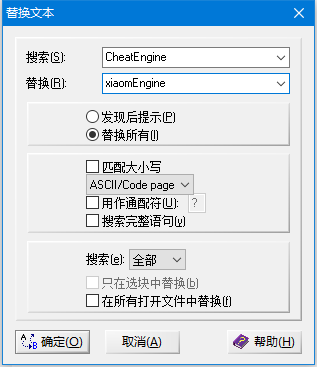 替换文本
搜索(S): CheatEngine
替换(R): xiaomEngine
发现后提示(P)
替换所有(l)
匹配大小写
ASCII/Code page
用作通配符(U): ?
搜索完整语句(y)
搜索(e): 全部
只在选块中替换(b)
在所有打开文件中替换(f)
A B 确定(O) 取消(A) ? 帮助(H)